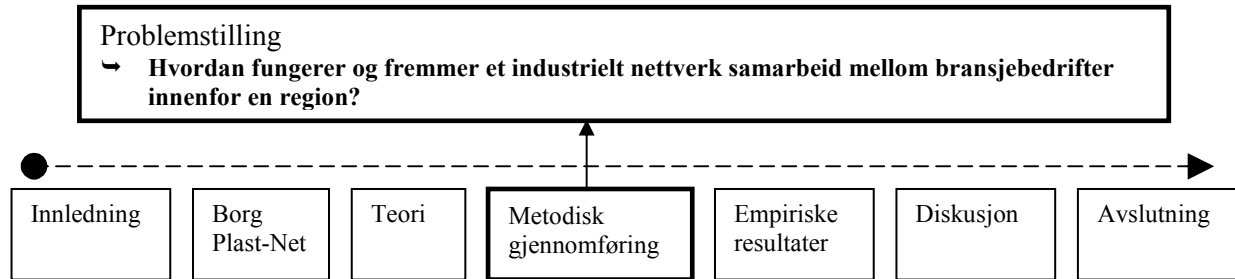 Problemstilling
➥ Hvordan fungerer og fremmer et industrielt nettverk samarbeid mellom bransjebedrifter
innenfor en region?
Innledning
Borg
Plast-Net
Teori
Metodisk
gjennomføring
Empiriske
resultater
Diskusjon
Avslutning